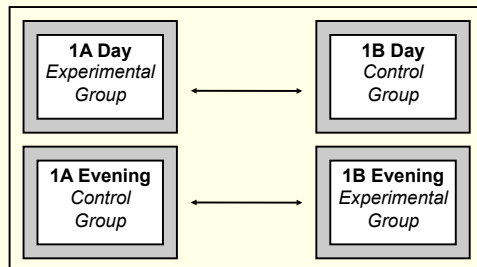 1A Day
Experimental
Group
1B Day
Control
Group
1A Evening
Control
Group
1B Evening
Experimental
Group